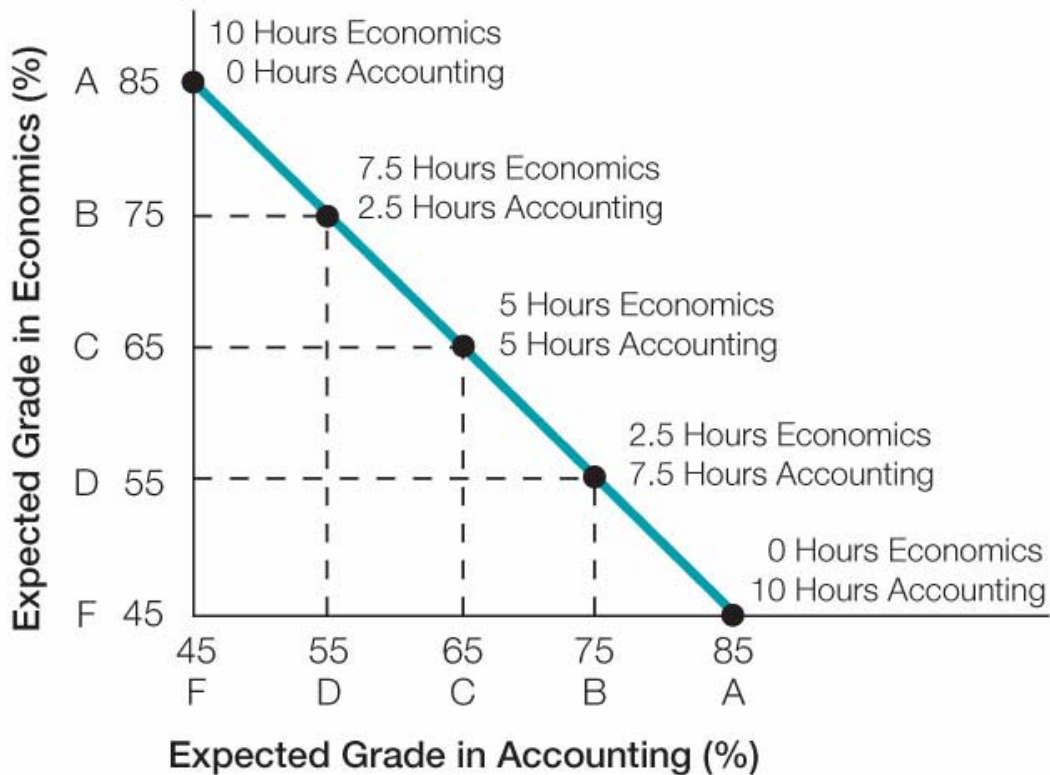 10 Hours Economics
0 Hours Accounting
Expected Grade in Economics (%)
A 85
7.5 Hours Economics
2.5 Hours Accounting
B 75
5 Hours Economics
5 Hours Accounting
C 65
2.5 Hours Economics
7.5 Hours Accounting
D 55
0 Hours Economics
10 Hours Accounting
F 45
45 55 65 75 85
F D C B A
Expected Grade in Accounting (%)